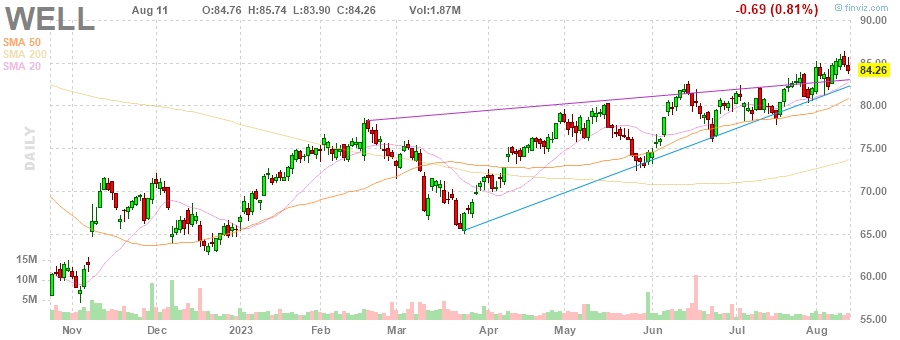 WELL Aug 11 O:84.76 H:85.74 L:83.90 C:84.26 Vol:1.87M -0.69 (0.81%) © finviz.com
SMA 50
SMA 200
SMA 20
DAILY
90.00
85.00
84.26
80.00
75.00
70.00
65.00
60.00
55.00
15M
10M
5M
Nov Dec 2023 Feb Mar Apr May Jun Jul Aug